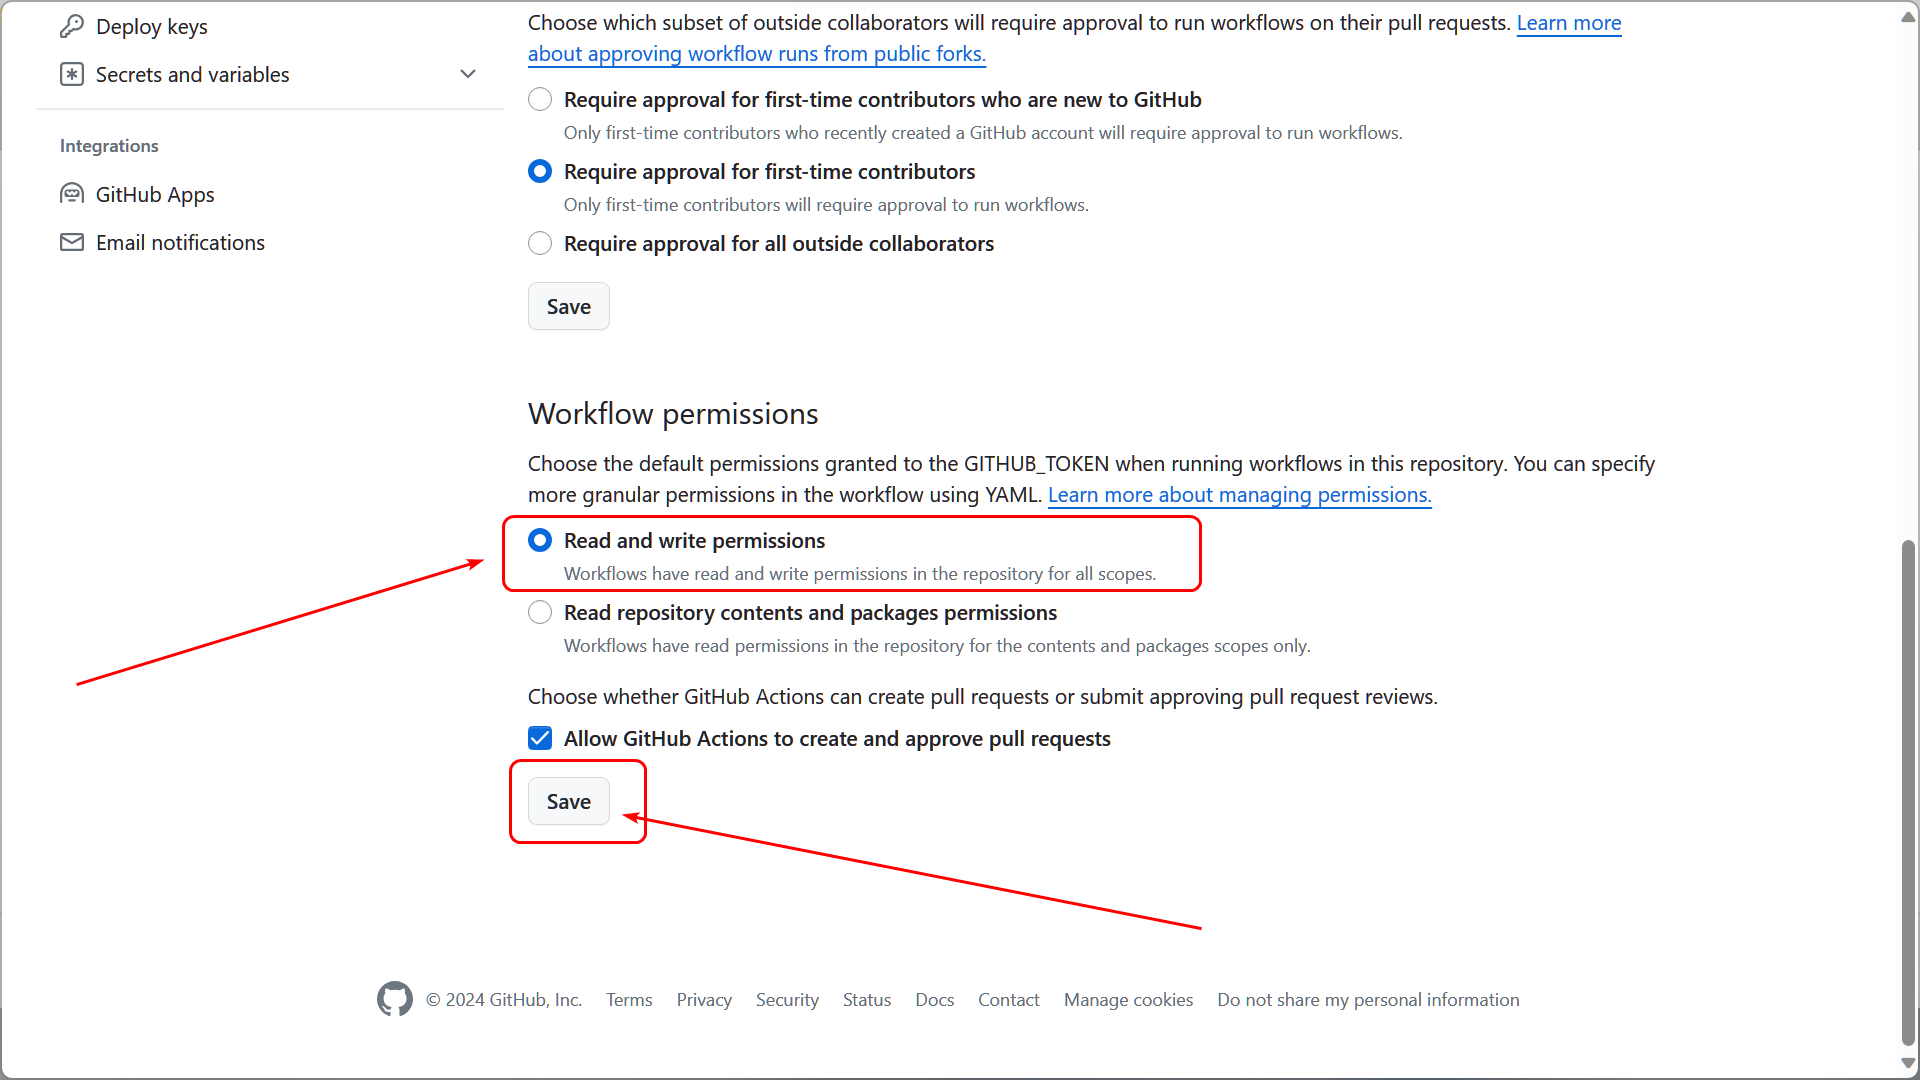 Deploy keys
Secrets and variables
Integrations
GitHub Apps
Email notifications
Choose which subset of outside collaborators will require approval to run workflows on their pull requests. Learn more
about approving workflow runs from public forks.
Require approval for first-time contributors who are new to GitHub
Only first-time contributors who recently created a GitHub account will require approval to run workflows.
Require approval for first-time contributors
Only first-time contributors will require approval to run workflows.
Require approval for all outside collaborators
Save
Workflow permissions
Choose the default permissions granted to the GITHUB_TOKEN when running workflows in this repository. You can specify
more granular permissions in the workflow using YAML. Learn more about managing permissions.
Read and write permissions
Workflows have read and write permissions in the repository for all scopes.
Read repository contents and packages permissions
Workflows have read permissions in the repository for the contents and packages scopes only.
Choose whether GitHub Actions can create pull requests or submit approving pull request reviews.
Allow GitHub Actions to create and approve pull requests
Save
© 2024 GitHub, Inc. Terms Privacy Security Status Docs Contact Manage cookies Do not share my personal information